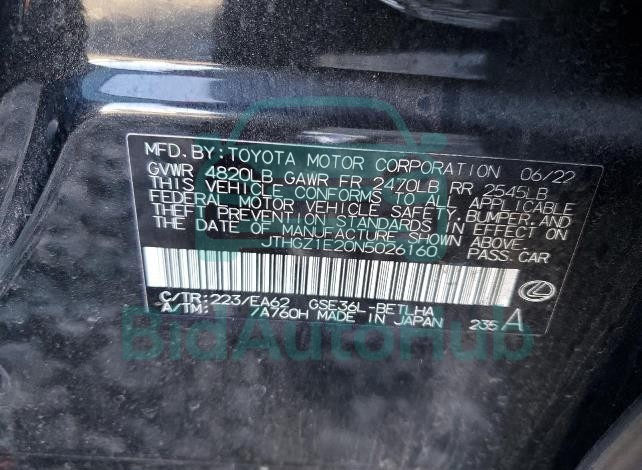 MFD. BY: TOYOTA MOTOR CORPORATION 06/22
GVWR 4820LB GAWR FR 2470LB RR 2545LB
THIS VEHICLE CONFORMS TO ALL APPLICABLE
FEDERAL MOTOR VEHICLE SAFETY, BUMPER, AND
THEFT PREVENTION STANDARDS IN EFFECT ON
THE DATE OF MANUFACTURE SHOWN ABOVE.
JTHGZ1E20N5026160 PASS.CAR
C/TR: 223/EA62 GSE36L-BETLHA
A/TM: /A760H MADE IN JAPAN 235 A
BidAutoHub